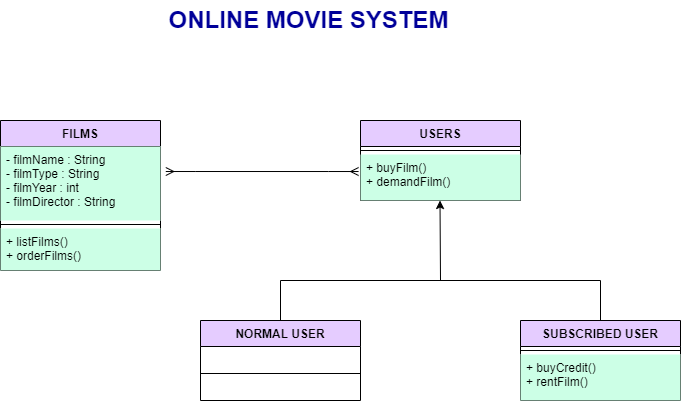 ONLINE MOVIE SYSTEM
FILMS
- filmName : String
- filmType : String
- filmYear : int
- filmDirector : String
+ listFilms()
+ orderFilms()
USERS
+ buyFilm()
+ demandFilm()
NORMAL USER
SUBSCRIBED USER
+ buyCredit()
+ rentFilm()